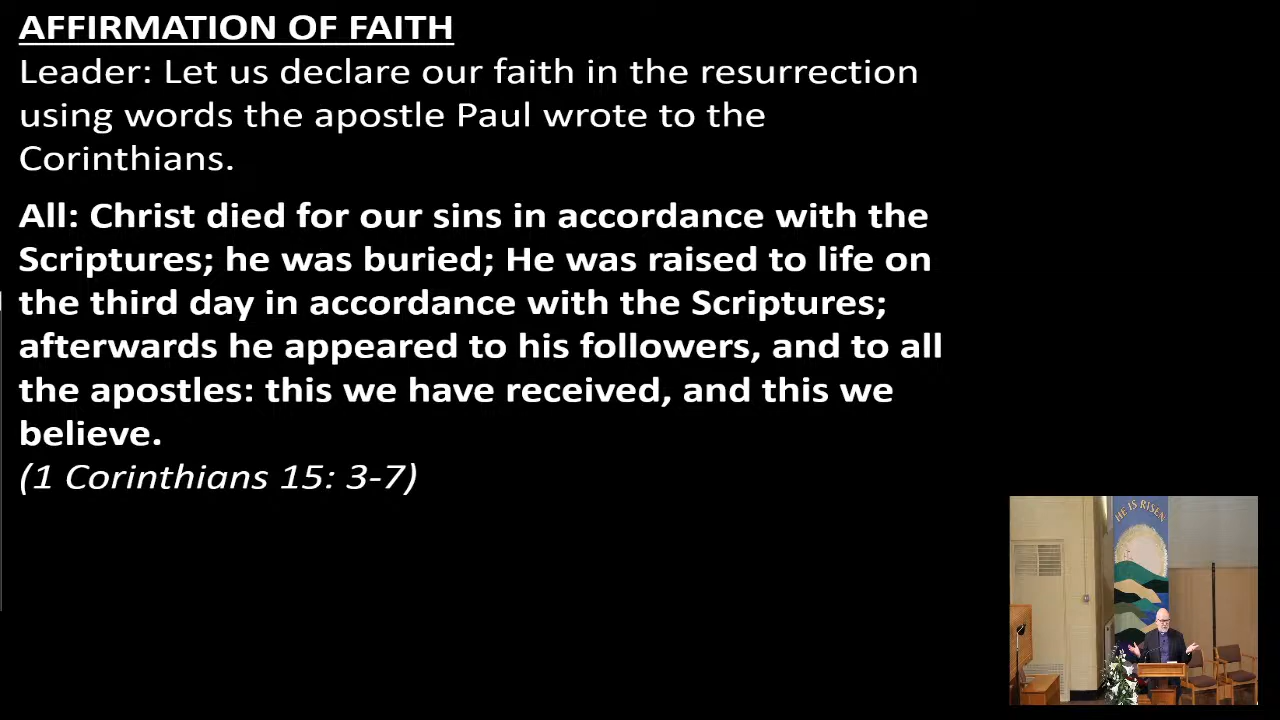 AFFIRMATION OF FAITH
Leader: Let us declare our faith in the resurrection
using words the apostle Paul wrote to the
Corinthians.
All: Christ died for our sins in accordance with the
Scriptures; he was buried; He was raised to life on
the third day in accordance with the Scriptures;
afterwards he appeared to his followers, and to all
the apostles: this we have received, and this we
believe.
(1 Corinthians 15: 3-7)
HE IS RISEN